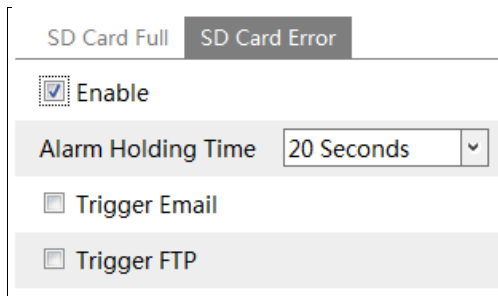 SD Card Full SD Card Error
Enable
Alarm Holding Time 20 Seconds
Trigger Email
Trigger FTP